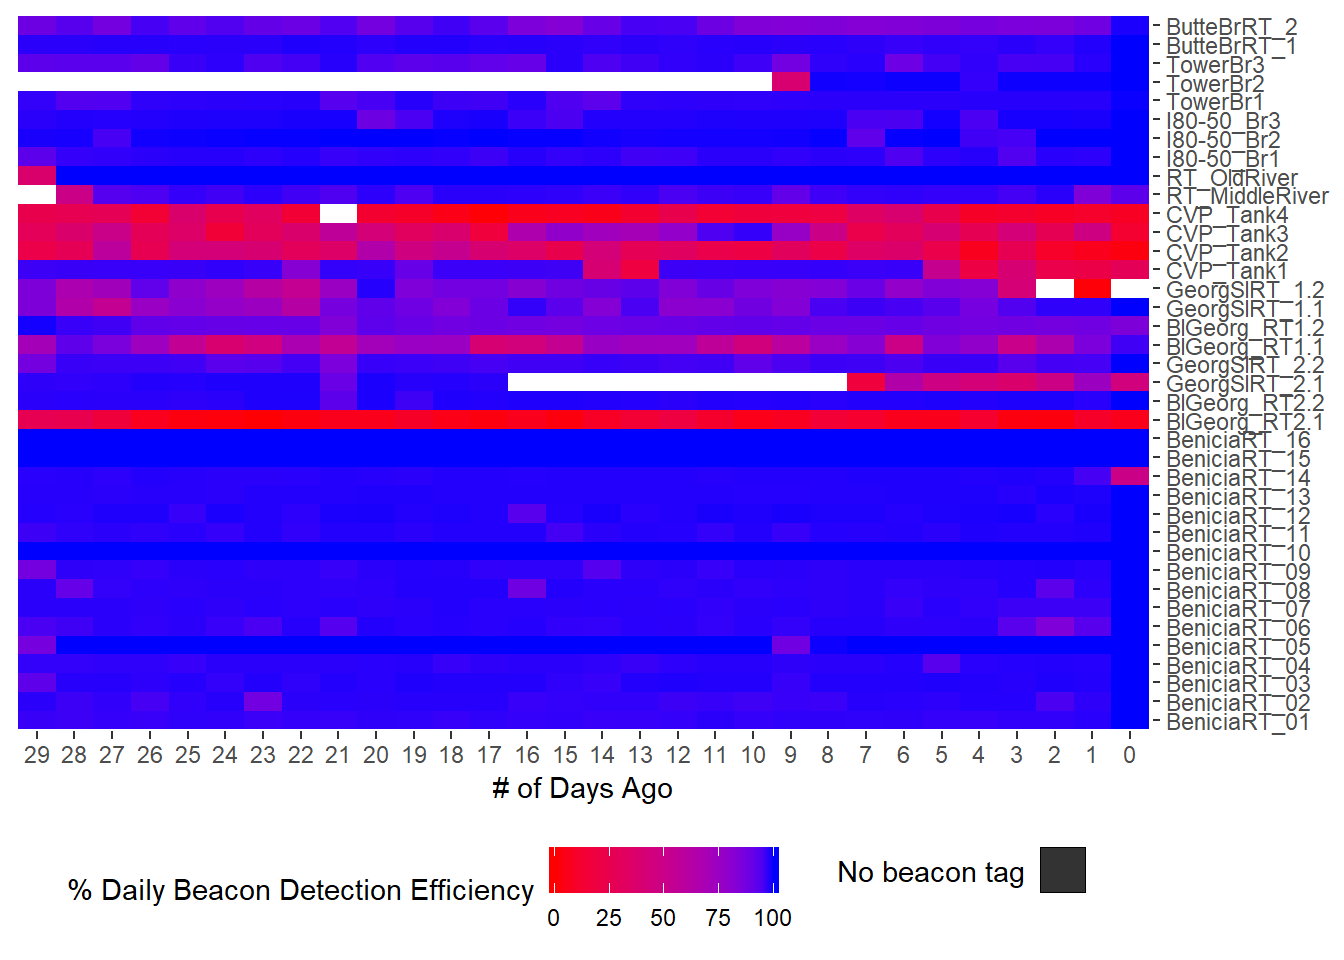 ButteBrRT_2
ButteBrRT_1
TowerBr3
TowerBr2
TowerBr1
I80-50_Br3
I80-50_Br2
I80-50_Br1
RT_OldRiver
RT_MiddleRiver
CVP_Tank4
CVP_Tank3
CVP_Tank2
CVP_Tank1
GeorgSlRT_1.2
GeorgSlRT_1.1
BlGeorg_RT1.2
BlGeorg_RT1.1
GeorgSlRT_2.2
GeorgSlRT_2.1
BlGeorg_RT2.2
BlGeorg_RT2.1
BeniciaRT_16
BeniciaRT_15
BeniciaRT_14
BeniciaRT_13
BeniciaRT_12
BeniciaRT_11
BeniciaRT_10
BeniciaRT_09
BeniciaRT_08
BeniciaRT_07
BeniciaRT_06
BeniciaRT_05
BeniciaRT_04
BeniciaRT_03
BeniciaRT_02
BeniciaRT_01
29 28 27 26 25 24 23 22 21 20 19 18 17 16 15 14 13 12 11 10 9 8 7 6 5 4 3 2 1 0
# of Days Ago
% Daily Beacon Detection Efficiency
0 25 50 75 100
No beacon tag